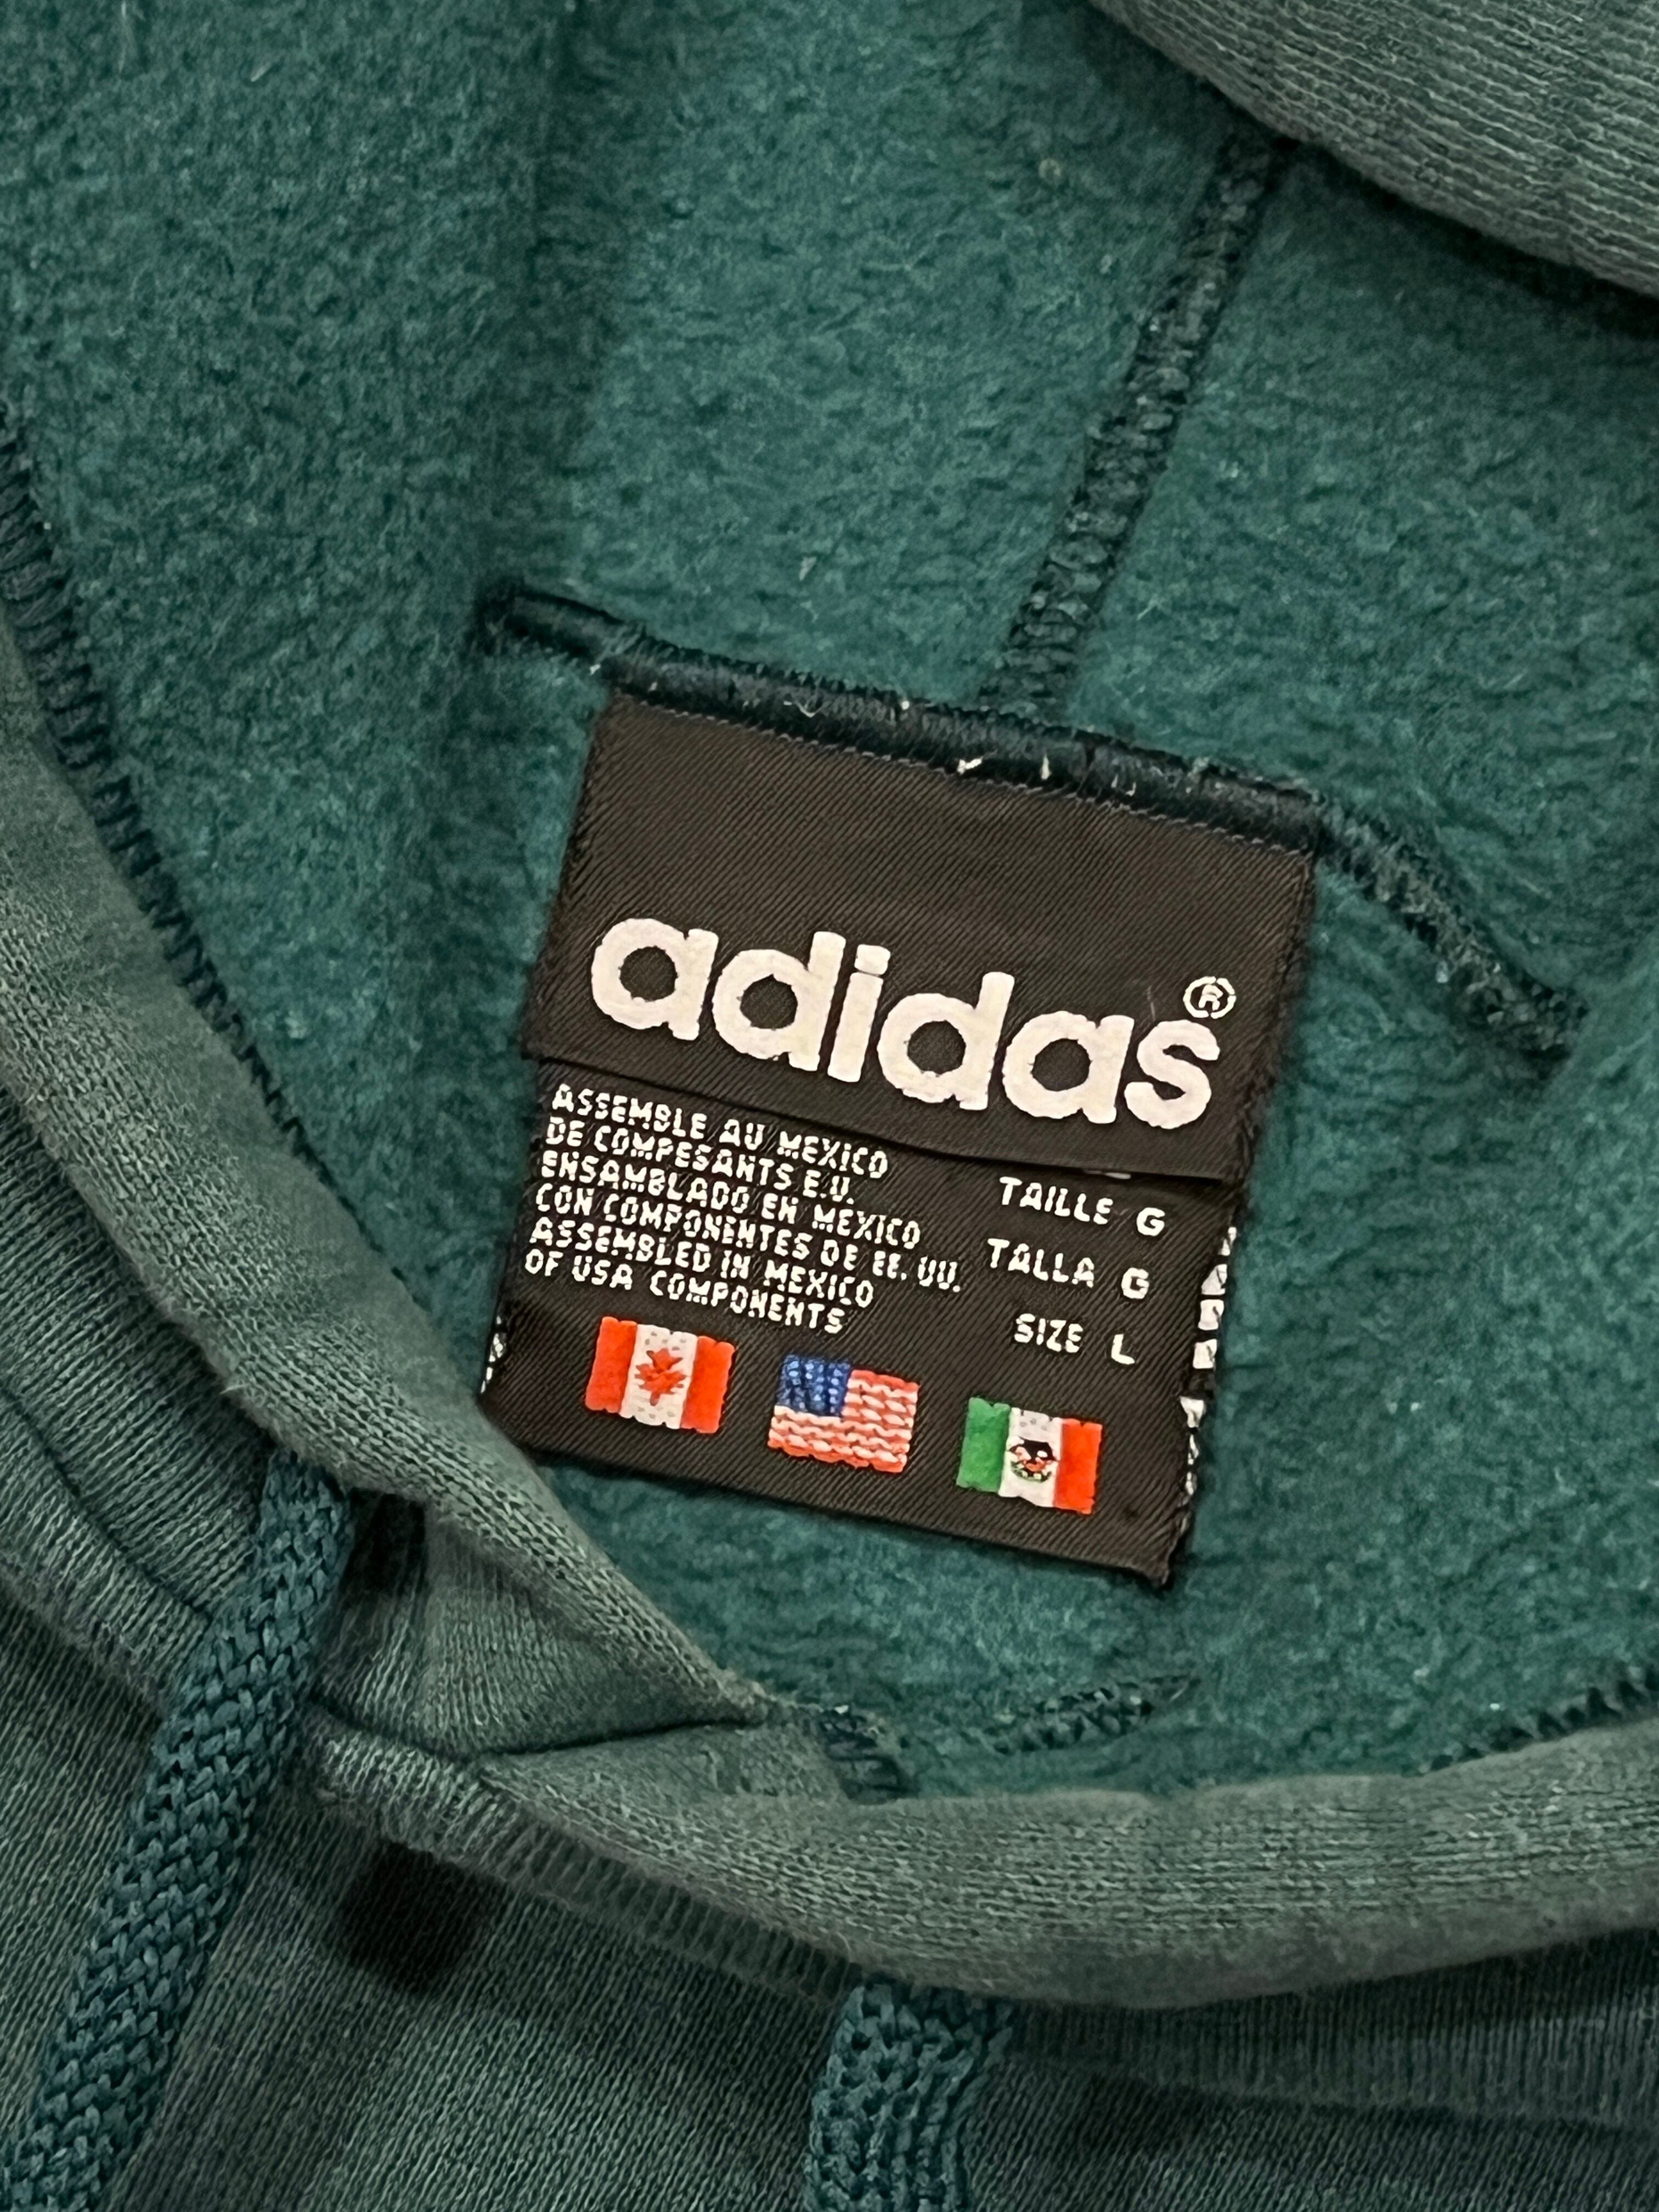 adidas®
ASSEMBLE AU MEXICO
DE COMPESANTS E.U.
ENSAMBLADO EN MEXICO
CON COMPONENTES DE EE. UU.
ASSEMBLED IN MEXICO
OF USA COMPONENTS
TAILLE G
TALLA G
SIZE L